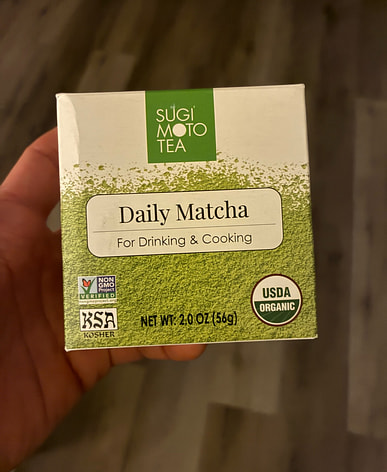 SUGI
MOTO
TEA
Daily Matcha
For Drinking & Cooking
NON
GMO
Project
VERIFIED
KSA
KOSHER
NET WT: 2.0 OZ (56g)
USDA
ORGANIC